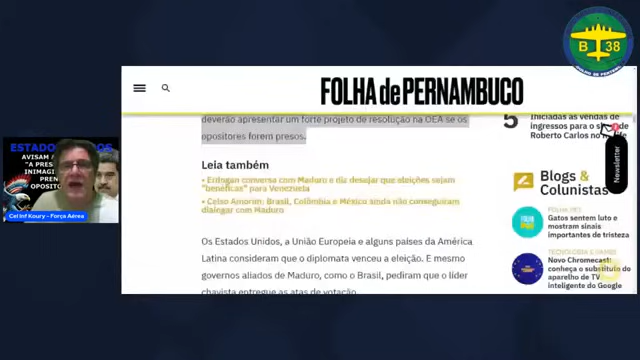 B 38
FOLHA de PERNAMBUCO
deverão apresentar um forte projeto de resolução na OEA se os
opositores forem presos.
Leia também
• Erdogan conversa com Maduro e diz desejar que eleições sejam
"benéficas" para Venezuela
• Celso Amorim: Brasil, Colômbia e México ainda não conseguiram
dialogar com Maduro
Os Estados Unidos, a União Europeia e alguns países da América
Latina consideram que o diplomata venceu a eleição. E mesmo
governos aliados de Maduro, como o Brasil, pediram que o líder
chavista entregue as atas de votação.
5
Iniciadas as vendas de
ingressos para o
Roberto Carlos no
Newsletter
Blogs &
Colunistas
FOLHA PET
Gatos sentem luto e
mostram sinais
importantes de tristeza
TECNOLOGIA & GAMES
Novo Chromecast:
conheça o substituto do
aparelho de TV
inteligente do Google
ESTADOS
AVISAM
"A PRES
INIMAGI
PREN
OPOSITO
Cel Inf Koury – Força Aérea